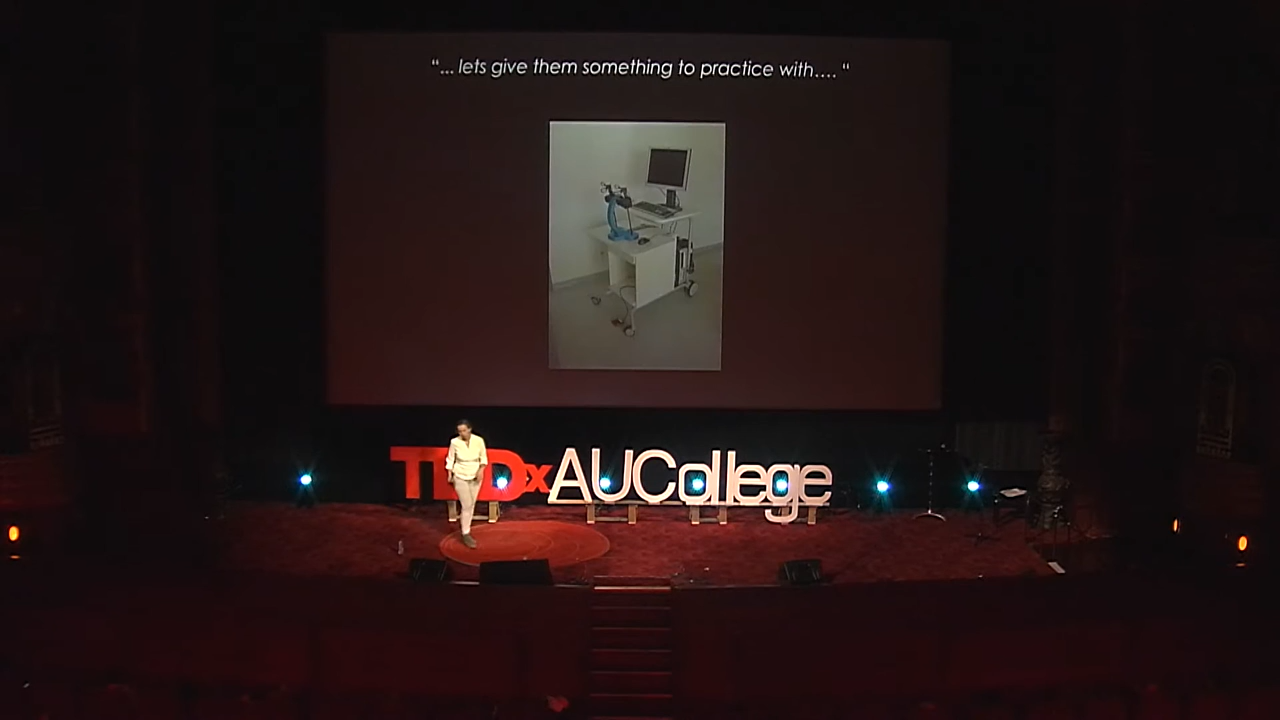 “... lets give them something to practice with.... “
TEDxAUCollege